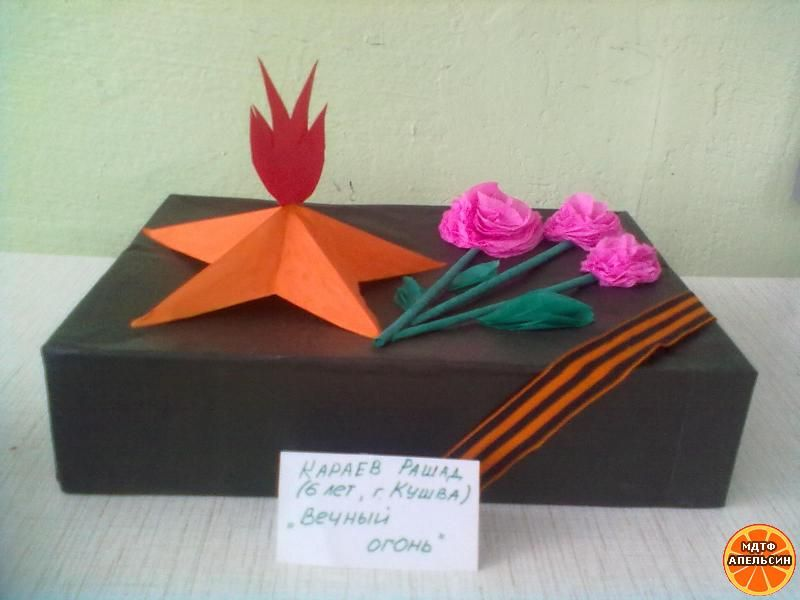 КАРАЕВ РАШАД
(6 лет, г. КУШВА)
„Вечный
огонь"
МДТФ
АПЕЛЬСИН